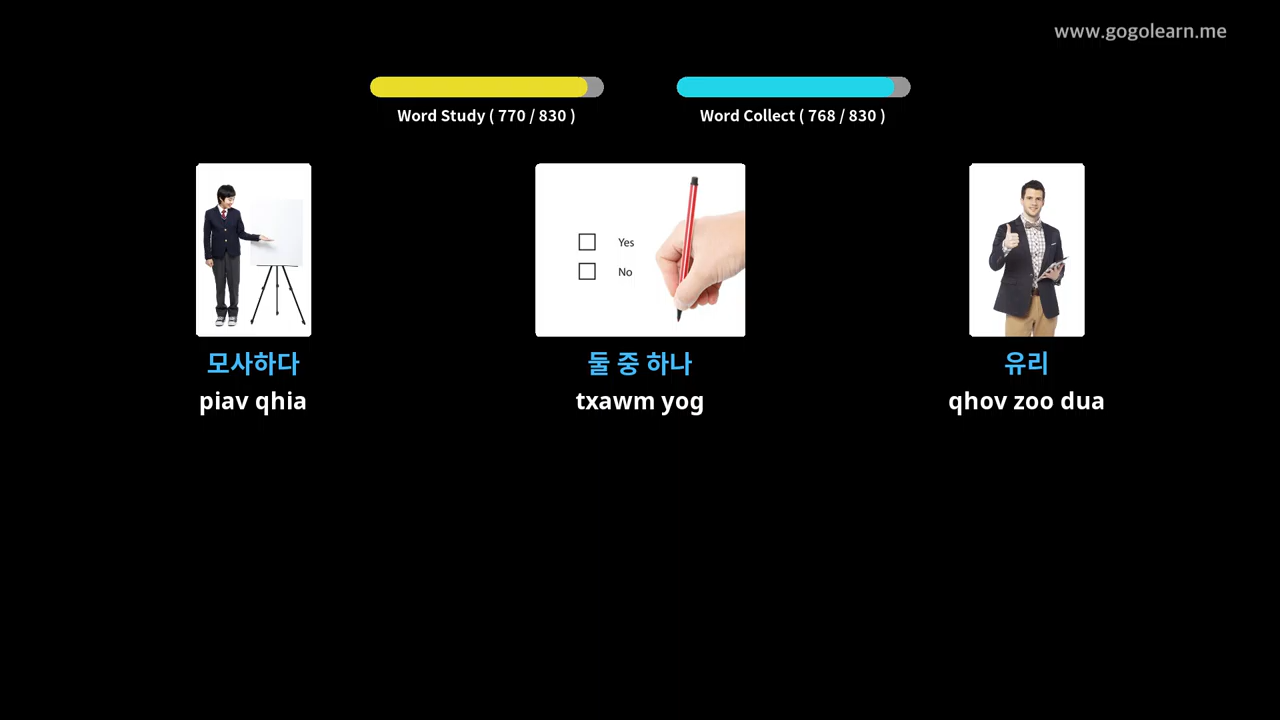 www.gogolearn.me
Word Study ( 770 / 830 )
Word Collect ( 768 / 830 )
Yes
No
모사하다
둘 중 하나
유리
piav qhia
txawm yog
qhov zoo dua